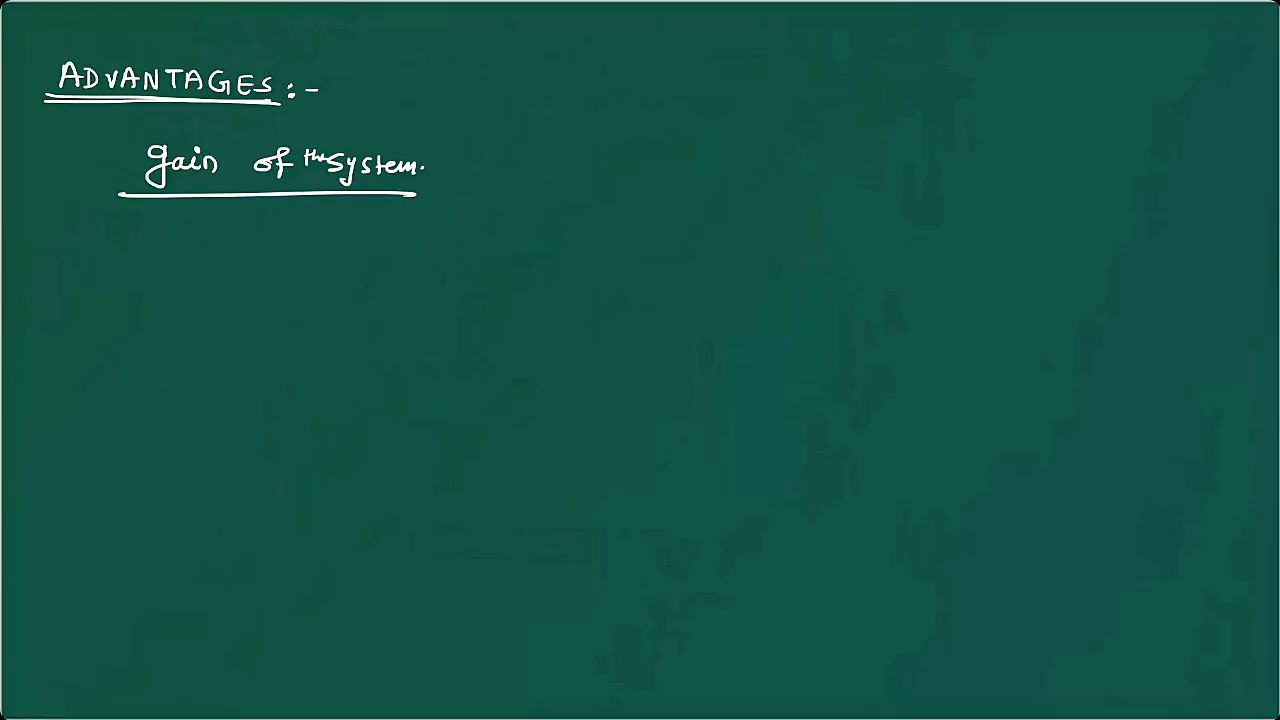 ADVANTAGES :-
Gain of the system.